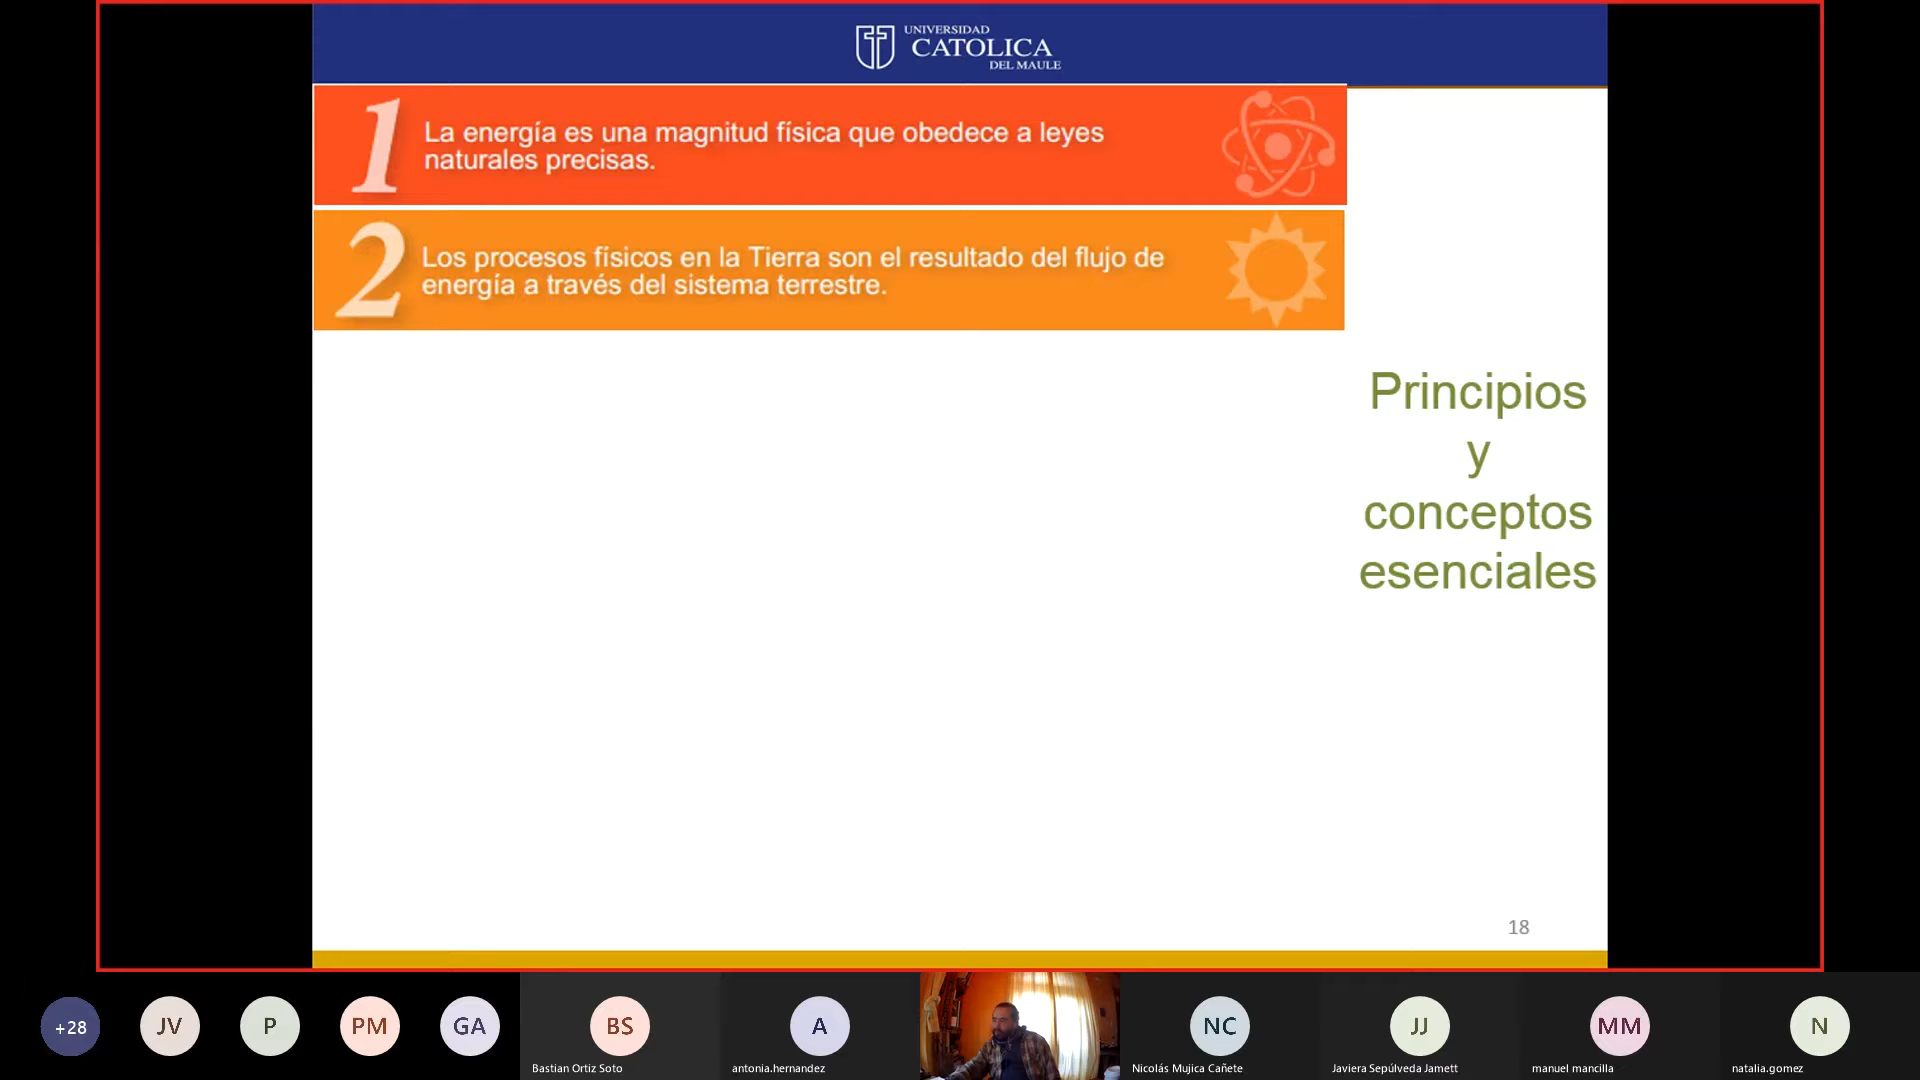 UNIVERSIDAD
CATOLICA
DEL MAULE
1
La energía es una magnitud física que obedece a leyes
naturales precisas.
2
Los procesos físicos en la Tierra son el resultado del flujo de
energía a través del sistema terrestre.
Principios
y
conceptos
esenciales
18
+28
JV
P
PM
GA
BS
Bastian Ortiz Soto
A
antonia.hernandez
NC
Nicolás Mujica Cañete
JJ
Javiera Sepúlveda Jamett
MM
manuel mancilla
N
natalia.gomez